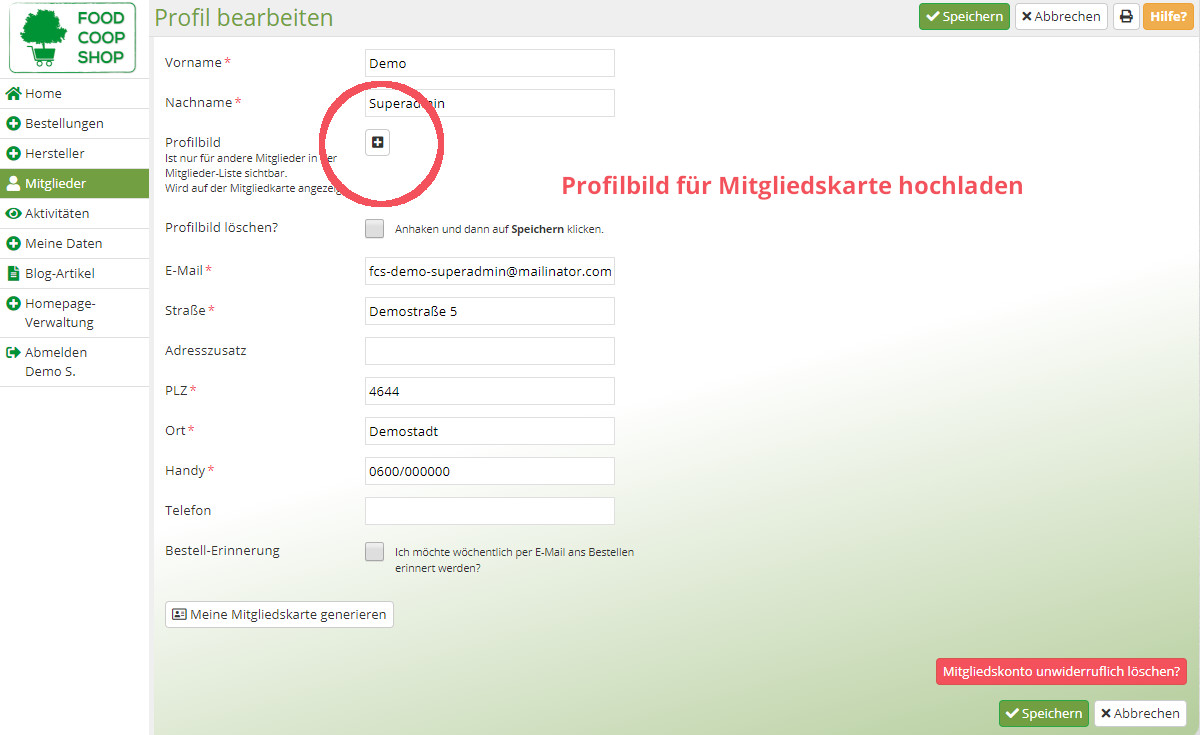 FOOD
COOP
SHOP
Home
Bestellungen
Hersteller
Mitglieder
Aktivitäten
Meine Daten
Blog-Artikel
Homepage-
Verwaltung
Abmelden
Demo S.
Profil bearbeiten
Speichern
Abbrechen
Hilfe?
Vorname*
Demo
Nachname*
Superadmin
Profilbild
Ist nur für andere Mitglieder in der
Mitglieder-Liste sichtbar.
Wird auf der Mitgliedkarte angezeig
Profilbild für Mitgliedskarte hochladen
Profilbild löschen?
Anhaken und dann auf Speichern klicken.
E-Mail*
fcs-demo-superadmin@mailinator.com
Straße*
Demostraße 5
Adresszusatz
PLZ*
4644
Ort*
Demostadt
Handy*
0600/000000
Telefon
Bestell-Erinnerung
Ich möchte wöchentlich per E-Mail ans Bestellen
erinnert werden?
Meine Mitgliedskarte generieren
Mitgliedskonto unwiderruflich löschen?
Speichern
Abbrechen